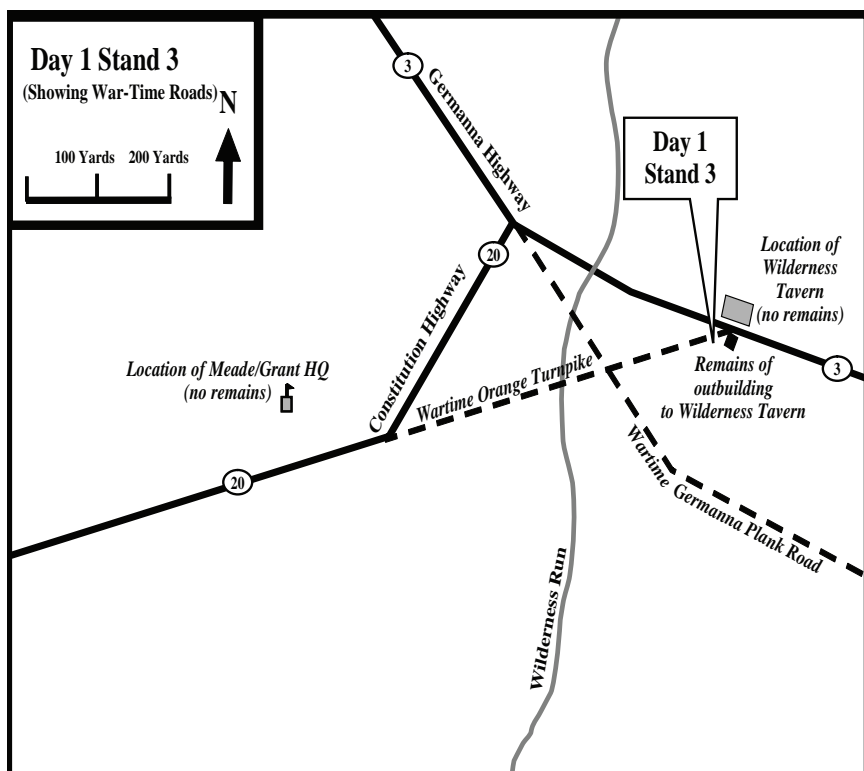 Day 1 Stand 3
(Showing War-Time Roads)
N
100 Yards 200 Yards
3
Germanna Highway
Day 1
Stand 3
20
Constitution Highway
Location of
Wilderness
Tavern
(no remains)
Location of Meade/Grant HQ
(no remains)
Wartime Orange Turnpike
Remains of
outbuilding
to Wilderness Tavern
3
20
Wartime Germanna Plank Road
Wilderness Run